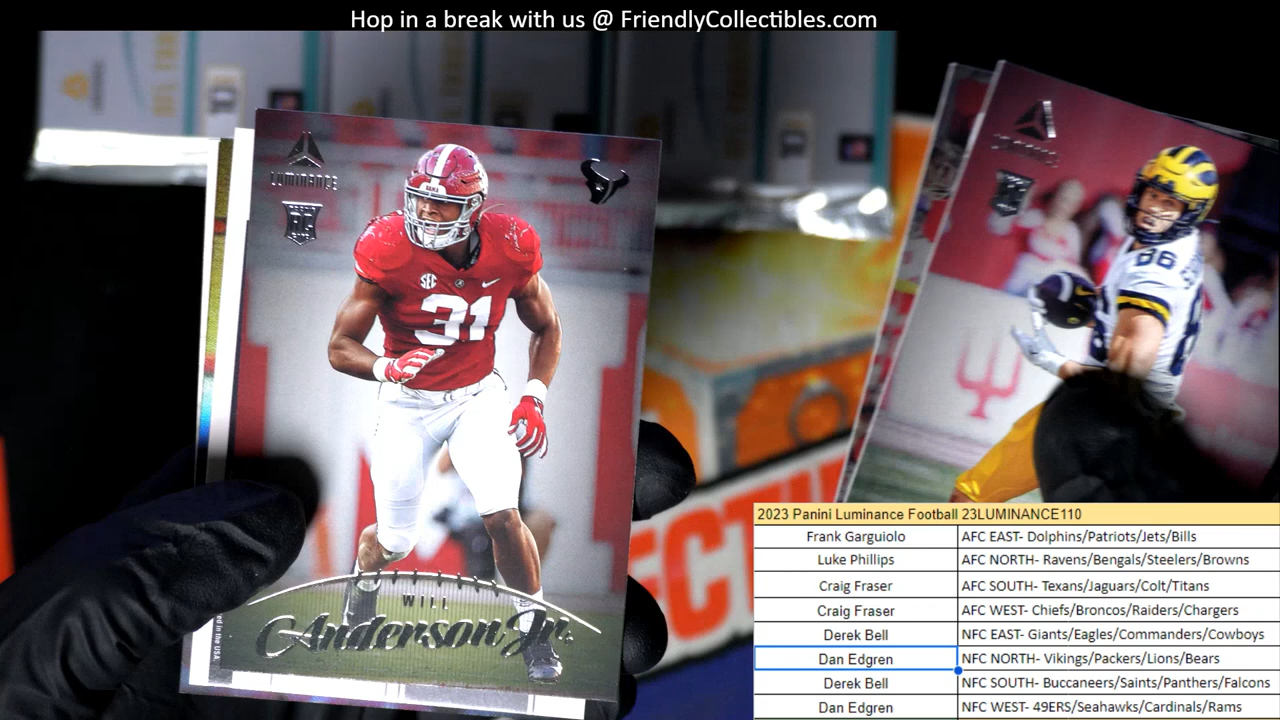 Hop in a break with us @ FriendlyCollectibles.com
LUMINANCE
RC
BAMA
SEC
31
WILL
Anderson Jr.
86
2023 Panini Luminance Football 23LUMINANCE110
Frank Garguiolo AFC EAST- Dolphins/Patriots/Jets/Bills
Luke Phillips AFC NORTH- Ravens/Bengals/Steelers/Browns
Craig Fraser AFC SOUTH- Texans/Jaguars/Colt/Titans
Craig Fraser AFC WEST- Chiefs/Broncos/Raiders/Chargers
Derek Bell NFC EAST- Giants/Eagles/Commanders/Cowboys
Dan Edgren NFC NORTH- Vikings/Packers/Lions/Bears
Derek Bell NFC SOUTH- Buccaneers/Saints/Panthers/Falcons
Dan Edgren NFC WEST- 49ERS/Seahawks/Cardinals/Rams